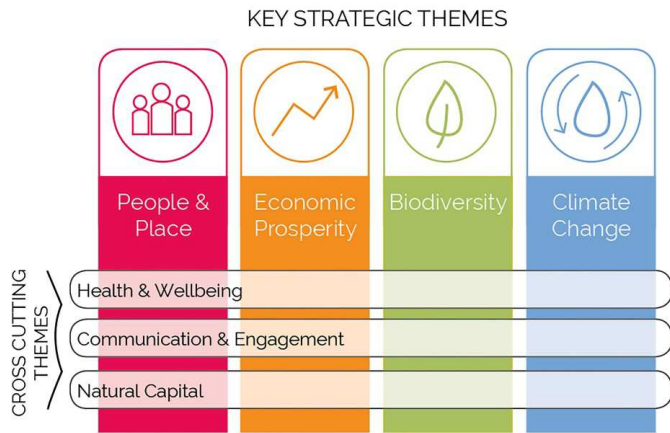 KEY STRATEGIC THEMES
People &
Place
Economic
Prosperity
Biodiversity
Climate
Change
CROSS CUTTING
THEMES
Health & Wellbeing
Communication & Engagement
Natural Capital